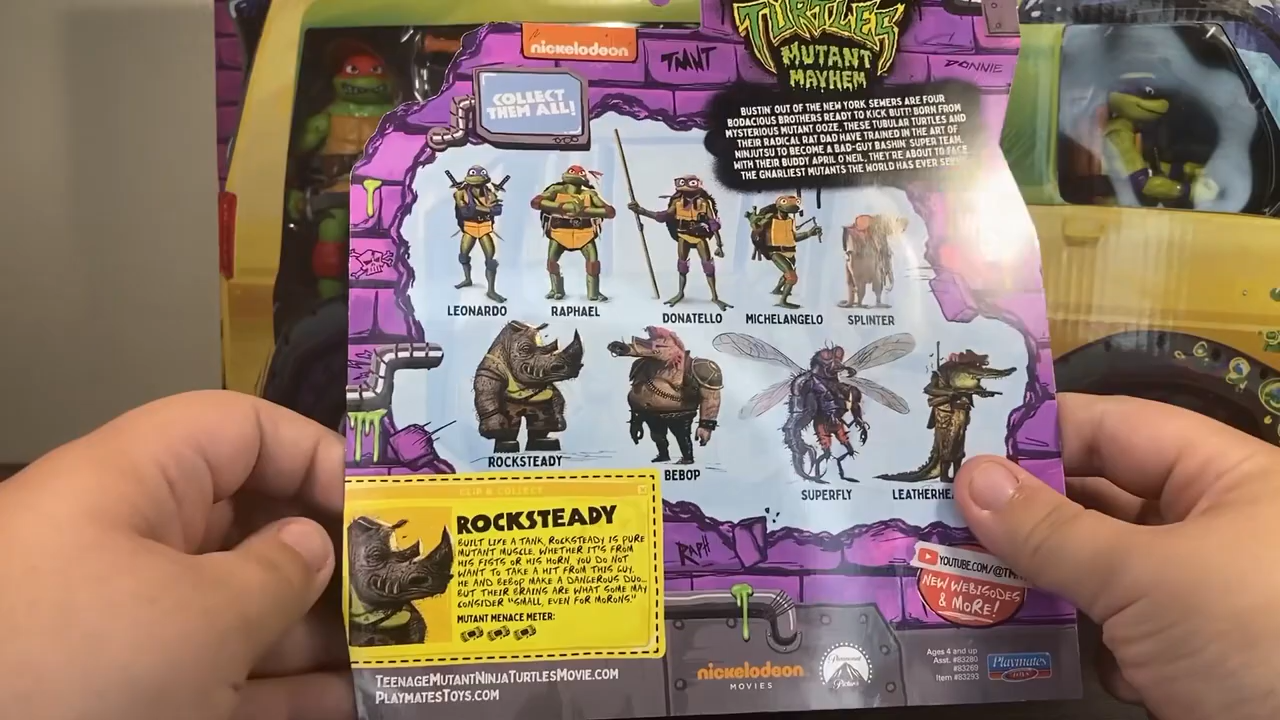 nickelodeon
TMNT
TURTLES
DONNIE
MUTANT
MAYHEM
COLLECT
THEM ALL!
BUSTIN' OUT OF THE NEW YORK SEWERS ARE FOUR
BODACIOUS BROTHERS READY TO KICK BUTT! BORN FROM
MYSTERIOUS MUTANT OOZE, THESE TUBULAR TURTLES AND
THEIR RADICAL RAT DAD HAVE TRAINED IN THE ART OF
NINJUTSU TO BECOME A BAD-GUY BASHIN' SUPER TEAM.
WITH THEIR BUDDY APRIL O'NEIL, THEY'RE ABOUT TO FACE
THE GNARLIEST MUTANTS THE WORLD HAS EVER
LEONARDO
RAPHAEL
DONATELLO
MICHELANGELO
SPLINTER
ROCKSTEADY
BEBOP
SUPERFLY
LEATHERHEA
CLIP & COLLECT
ROCKSTEADY
BUILT LIKE A TANK, ROCKSTEADY IS PURE
MUTANT MUSCLE. WHETHER IT'S FROM
HIS FISTS OR HIS HORN, YOU DO NOT
WANT TO TAKE A HIT FROM THIS GUY.
HE AND BEBOP MAKE A DANGEROUS DUO...
BUT THEIR BRAINS ARE WHAT SOME MAY
CONSIDER "SMALL, EVEN FOR MORONS."
MUTANT MENACE METER:
RAPH
YOUTUBE.COM/@TM
NEW WEBISODES
& MORE!
TEENAGEMUTANTNINJATURTLESMOVIE.COM
PLAYMATESTOYS.COM
nickelodeon
MOVIES
Paramount
Pictures
Ages 4 and up
Asst. #83280
#83269
Item #83293
Playmates
Toys